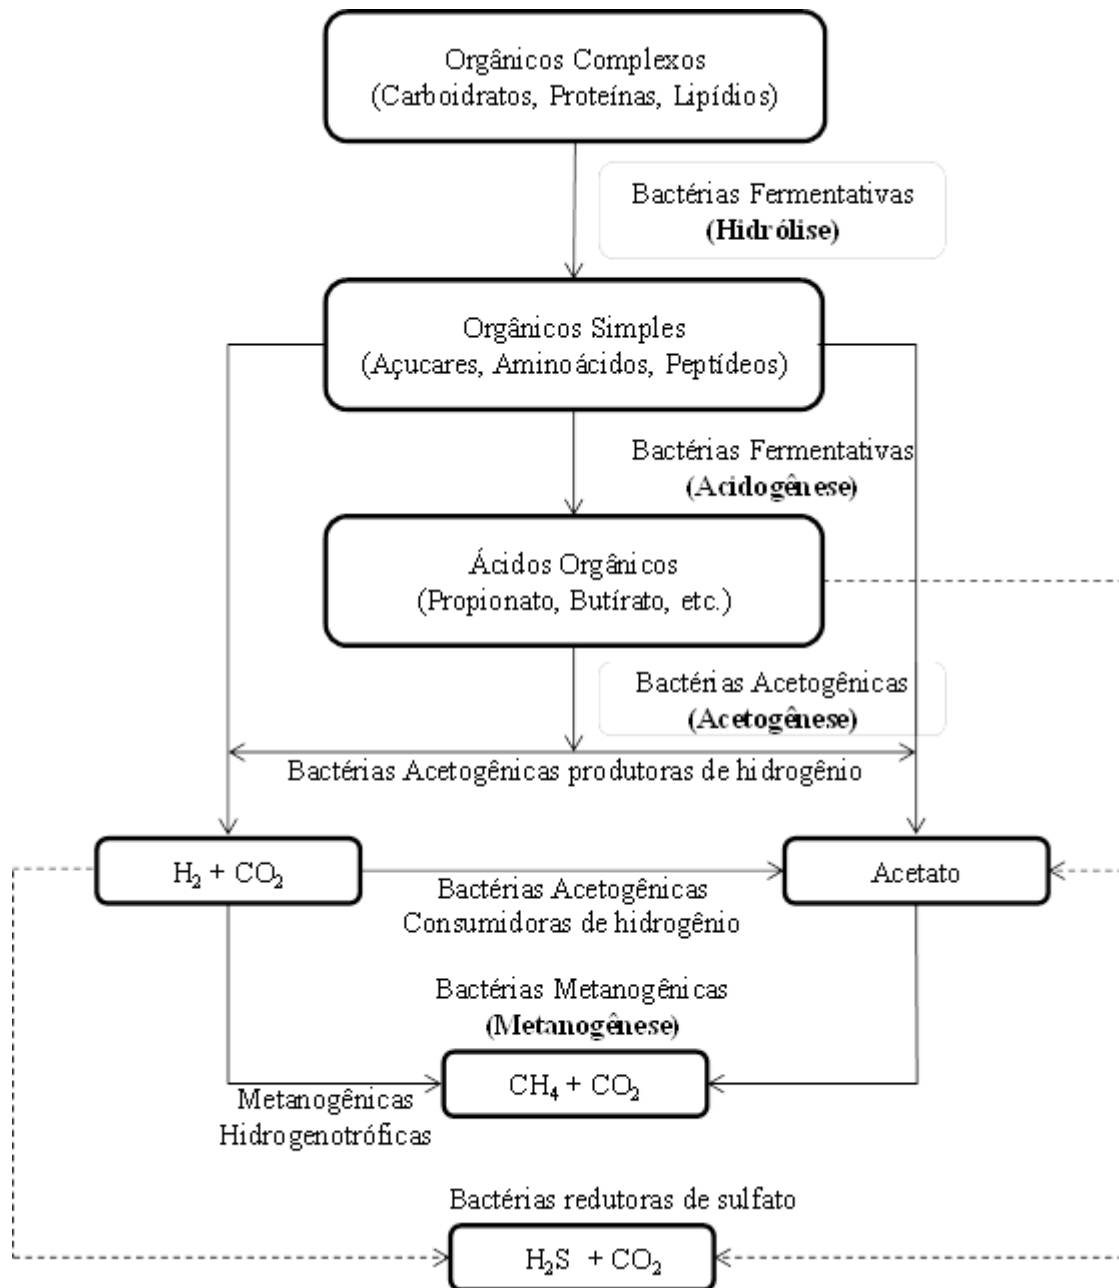 Orgânicos Complexos
(Carboidratos, Proteínas, Lipídios)
Bactérias Fermentativas
(Hidrólise)
Orgânicos Simples
(Açucares, Aminoácidos, Peptídeos)
Bactérias Fermentativas
(Acidogênese)
Ácidos Orgânicos
(Propionato, Butírato, etc.)
Bactérias Acetogênicas
(Acetogênese)
Bactérias Acetogênicas produtoras de hidrogênio
H₂ + CO₂
Acetato
Bactérias Acetogênicas
Consumidoras de hidrogênio
Bactérias Metanogênicas
(Metanogênese)
CH₄ + CO₂
Metanogênicas
Hidrogenotróficas
Bactérias redutoras de sulfato
H₂S + CO₂